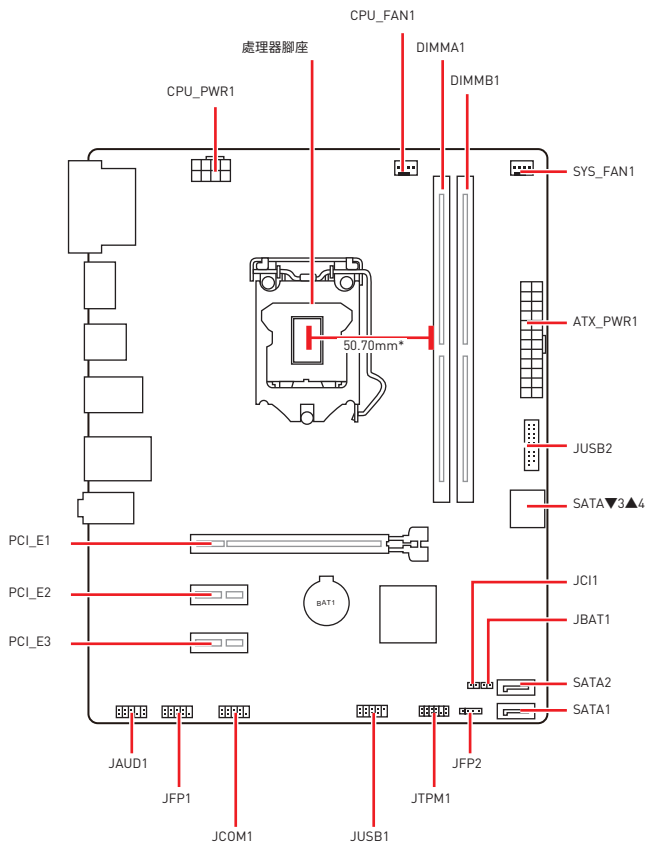 CPU_FAN1
處理器腳座
DIMMA1
DIMMB1
CPU_PWR1
SYS_FAN1
ATX_PWR1
50.70mm*
JUSB2
SATA▼3▲4
PCI_E1
JCI1
PCI_E2
BAT1
JBAT1
PCI_E3
SATA2
SATA1
JAUD1
JFP2
JFP1
JTPM1
JCOM1
JUSB1